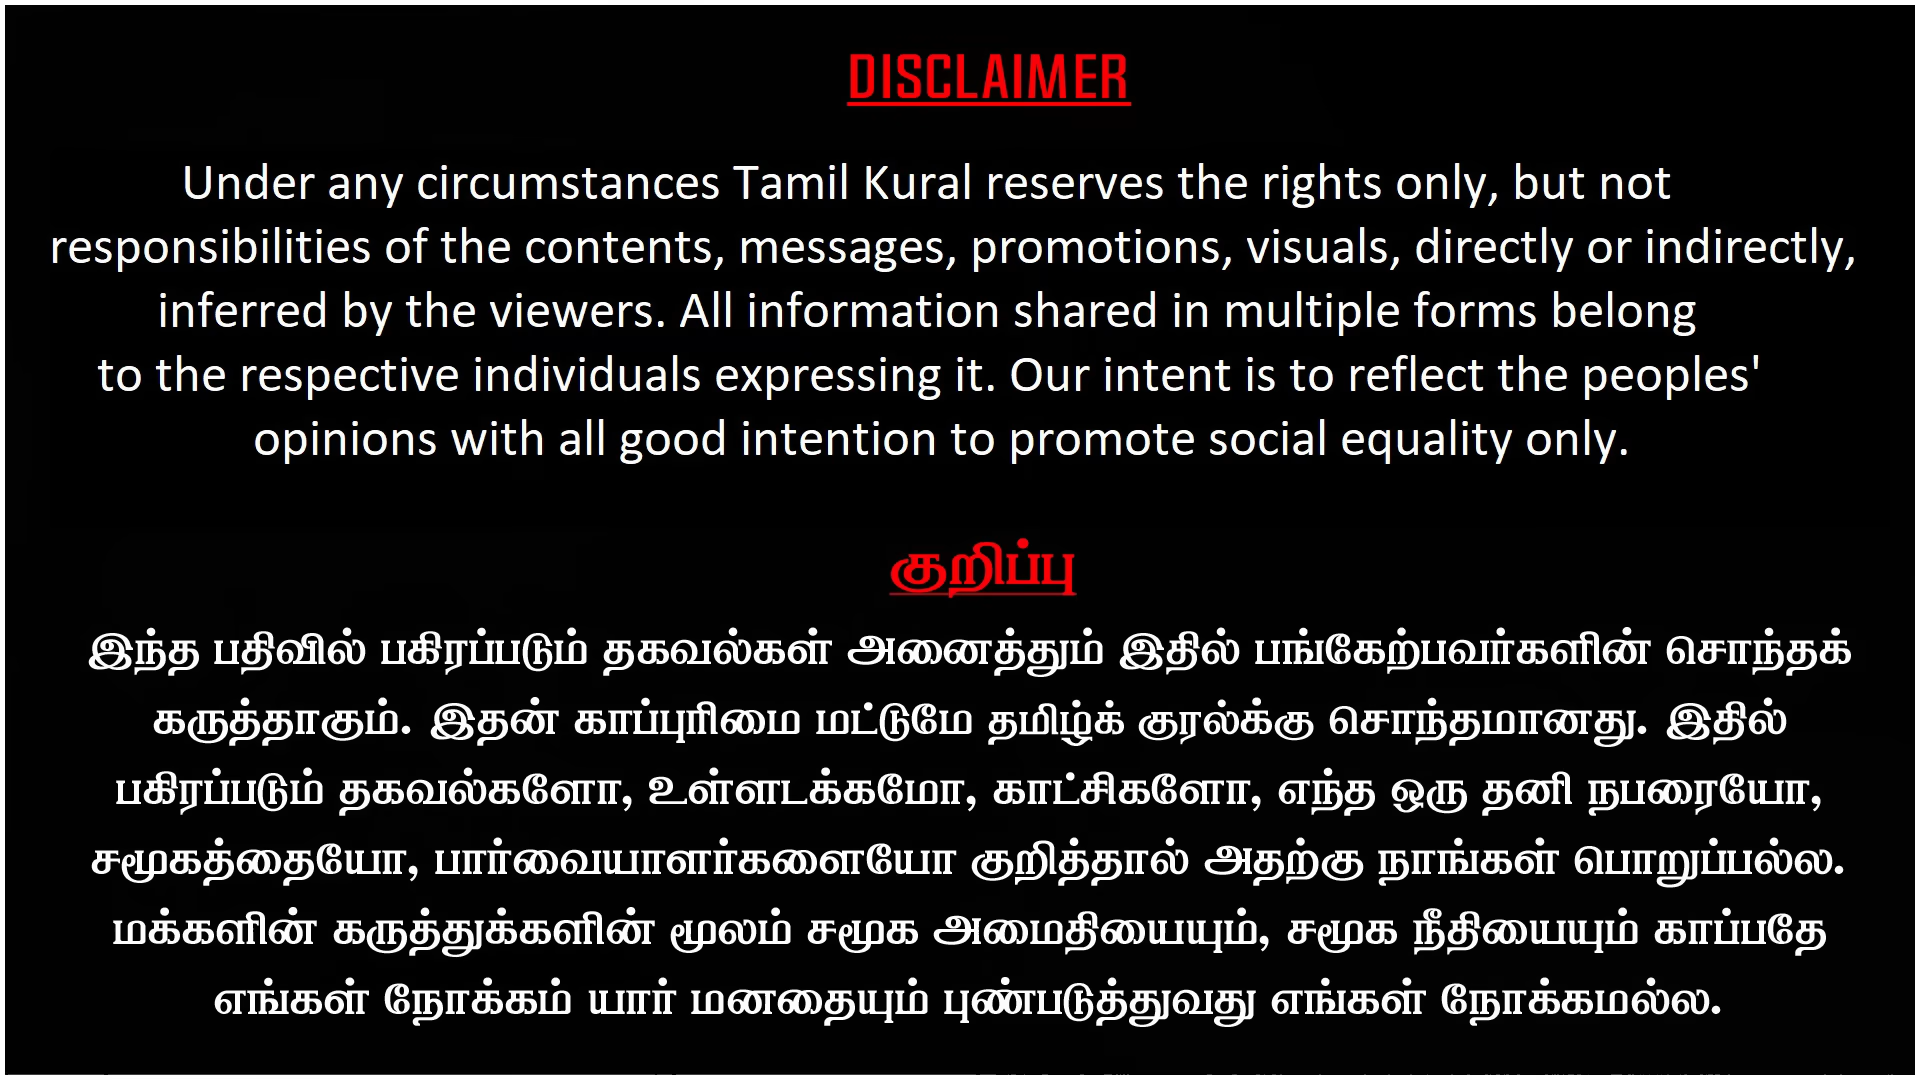 DISCLAIMER
Under any circumstances Tamil Kural reserves the rights only, but not
responsibilities of the contents, messages, promotions, visuals, directly or indirectly,
inferred by the viewers. All information shared in multiple forms belong
to the respective individuals expressing it. Our intent is to reflect the peoples'
opinions with all good intention to promote social equality only.
குறிப்பு
இந்த பதிவில் பகிரப்படும் தகவல்கள் அனைத்தும் இதில் பங்கேற்பவர்களின் சொந்தக்
கருத்தாகும். இதன் காப்புரிமை மட்டுமே தமிழ்க் குரல்க்கு சொந்தமானது. இதில்
பகிரப்படும் தகவல்களோ, உள்ளடக்கமோ, காட்சிகளோ, எந்த ஒரு தனி நபரையோ,
சமூகத்தையோ, பார்வையாளர்களையோ குறித்தால் அதற்கு நாங்கள் பொறுப்பல்ல.
மக்களின் கருத்துக்களின் மூலம் சமூக அமைதியையும், சமூக நீதியையும் காப்பதே
எங்கள் நோக்கம் யார் மனதையும் புண்படுத்துவது எங்கள் நோக்கமல்ல.